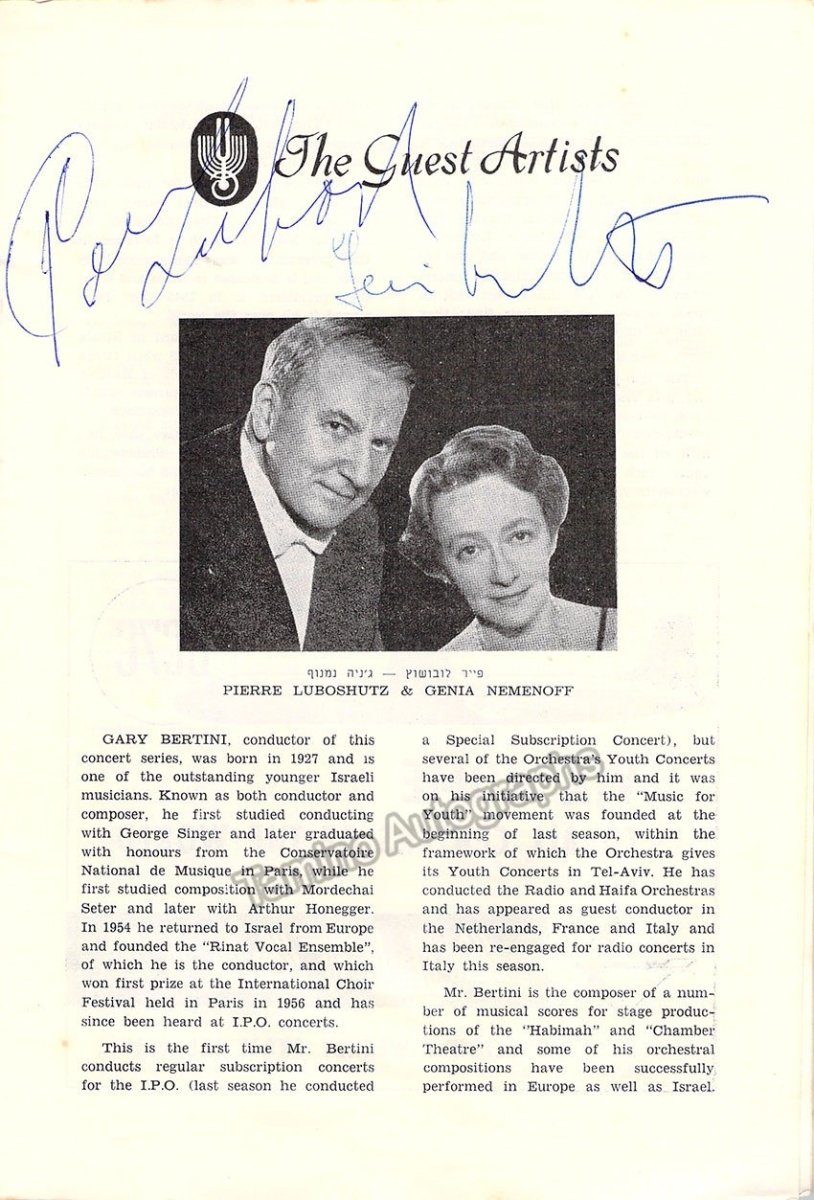 The Guest Artists
פייר לובושוץ — ג׳ניה נמנוף
PIERRE LUBOSHUTZ & GENIA NEMENOFF
GARY BERTINI, conductor of this
concert series, was born in 1927 and is
one of the outstanding younger Israeli
musicians. Known as both conductor and
composer, he first studied conducting
with George Singer and later graduated
with honours from the Conservatoire
National de Musique in Paris, while he
first studied composition with Mordechai
Seter and later with Arthur Honegger.
In 1954 he returned to Israel from Europe
and founded the "Rinat Vocal Ensemble",
of which he is the conductor, and which
won first prize at the International Choir
Festival held in Paris in 1956 and has
since been heard at I.P.O. concerts.
This is the first time Mr. Bertini
conducts regular subscription concerts
for the I.P.O. (last season he conducted
a Special Subscription Concert), but
several of the Orchestra's Youth Concerts
have been directed by him and it was
on his initiative that the "Music for
Youth" movement was founded at the
beginning of last season, within the
framework of which the Orchestra gives
its Youth Concerts in Tel-Aviv. He has
conducted the Radio and Haifa Orchestras
and has appeared as guest conductor in
the Netherlands, France and Italy and
has been re-engaged for radio concerts in
Italy this season.
Mr. Bertini is the composer of a num-
ber of musical scores for stage produc-
tions of the "Habimah" and "Chamber
Theatre" and some of his orchestral
compositions have been successfully
performed in Europe as well as Israel.
Tamino Autographs